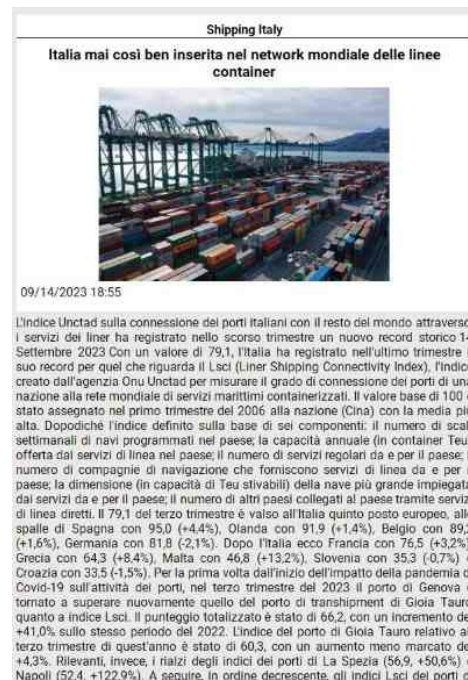 Shipping Italy
Italia mai così ben inserita nel network mondiale delle linee
container
09/14/2023 18:55
L'indice Unctad sulla connessione dei porti italiani con il resto del mondo attraverso
i servizi dei liner ha registrato nello scorso trimestre un nuovo record storico 14
Settembre 2023 Con un valore di 79,1, l'Italia ha registrato nell'ultimo trimestre
suo record per quel che riguarda il Lsci (Liner Shipping Connectivity Index), l'indice
creato dall'agenzia Onu Unctad per misurare il grado di connessione dei porti di una
nazione alla rete mondiale di servizi marittimi containerizzati. Il valore base di 100
stato assegnato nel primo trimestre del 2006 alla nazione (Cina) con la media più
alta. Dopodiché l'indice definito sulla base di sei componenti: il numero di scali
settimanali di navi programmati nel paese; la capacità annuale (in container Teu)
offerta dai servizi di linea nel paese; il numero di servizi regolari da e per il paese;
numero di compagnie di navigazione che forniscono servizi di linea da e per
paese; la dimensione (in capacità di Teu stivabili) della nave più grande impiegata
dai servizi da e per il paese; il numero di altri paesi collegati al paese tramite servizi
di linea diretti. Il 79,1 del terzo trimestre è valso all'Italia quinto posto europeo, alle
spalle di Spagna con 95,0 (+4,4%), Olanda con 91,9 (+1,4%), Belgio con 89,
(+1,6%), Germania con 81,8 (-2,1%). Dopo l'Italia ecco Francia con 76,5 (+3,2%)
Grecia con 64,3 (+8,4%), Malta con 46,8 (+13,2%), Slovenia con 35,3 (-0,7%)
Croazia con 33,5 (-1,5%). Per la prima volta dall'inizio dell'impatto della pandemia di
Covid-19 sull'attività dei porti, nel terzo trimestre del 2023 il porto di Genova
tornato a superare nuovamente quello del porto di transhipment di Gioia Tauro
quanto a indice Lsci. Il punteggio totalizzato è stato di 66,2, con un incremento del
+41,0% sullo stesso periodo del 2022. L'indice del porto di Gioia Tauro relativo al
terzo trimestre di quest'anno è stato di 60,3, con un aumento meno marcato del
+4,3%. Rilevanti, invece, i rialzi degli indici dei porti di La Spezia (56,9, +50,6%)
Napoli (52,4, +122,9%). A seguire, in ordine decrescente, gli indici Lsci dei porti di